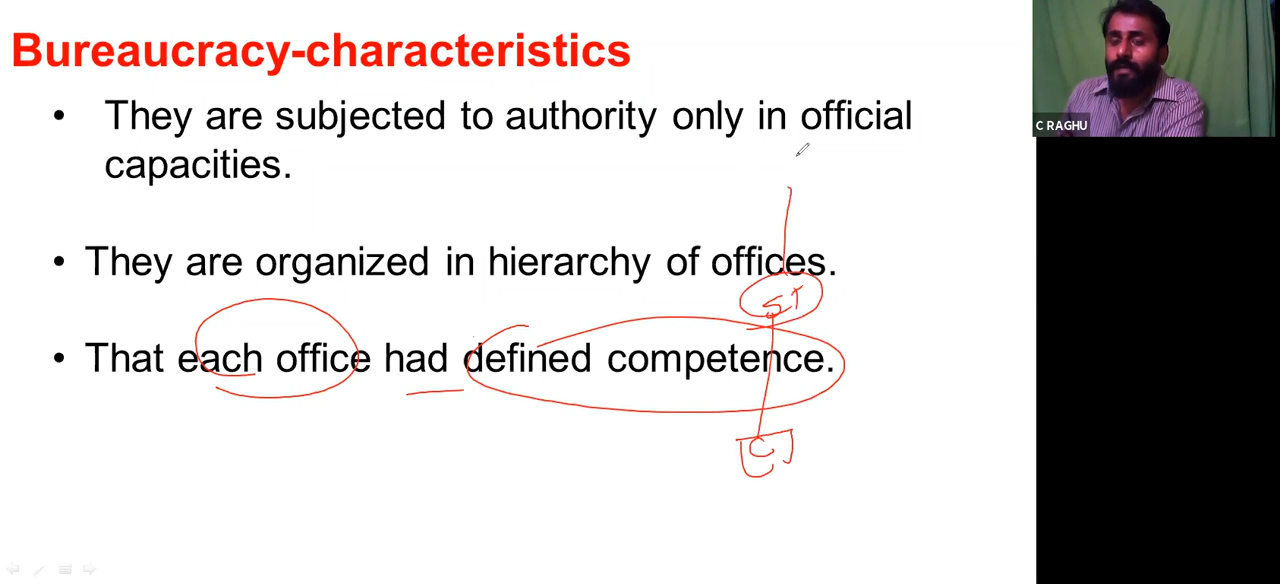 Bureaucracy-characteristics
• They are subjected to authority only in official
capacities.
C RAGHU
• They are organized in hierarchy of offices.
• That each office had defined competence.
C